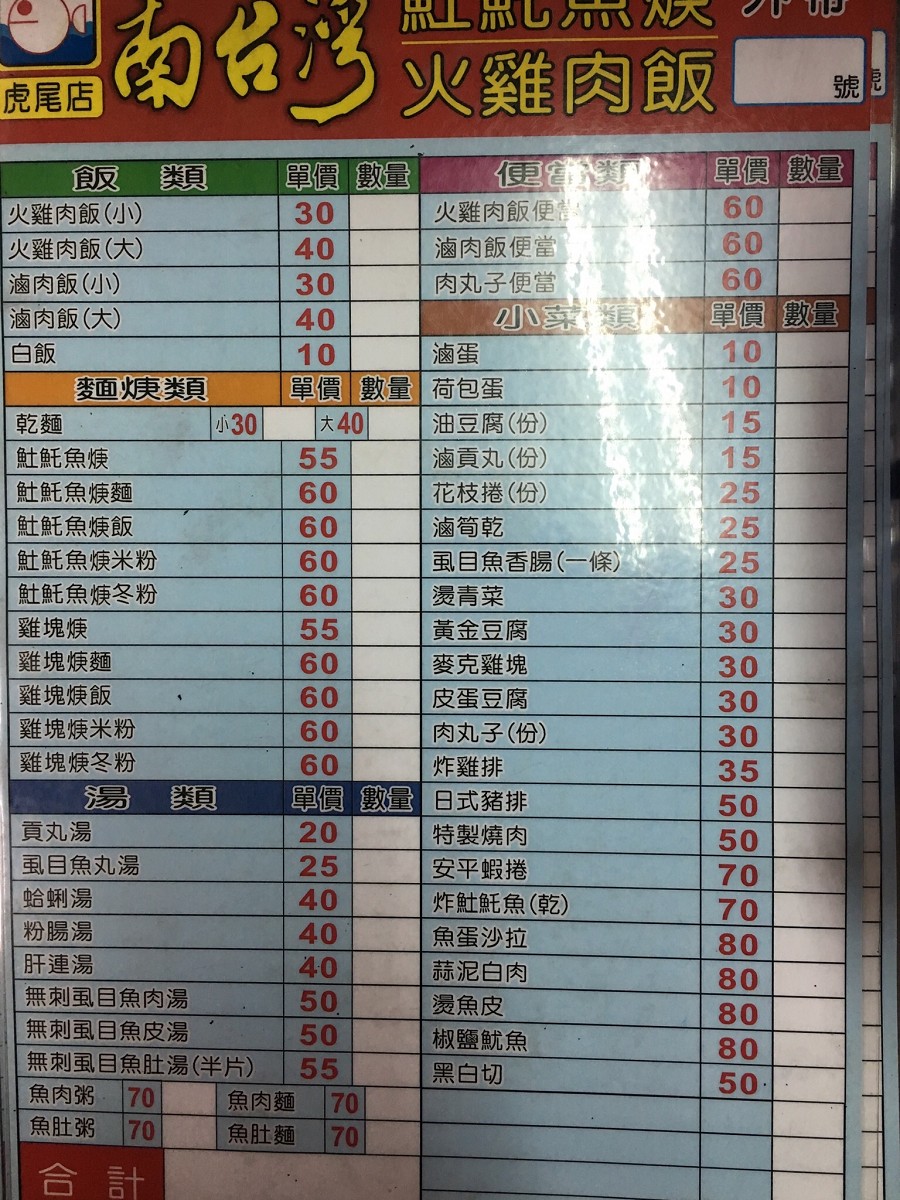 虎尾店
南台灣
魠魚焿
火雞肉飯
外帶
號
飯 類 單價 數量
火雞肉飯(小) 30
火雞肉飯(大) 40
滷肉飯(小) 30
滷肉飯(大) 40
白飯 10
麵焿類 單價 數量
乾麵 小30 大40
魠魚焿 55
魠魚焿麵 60
魠魚焿飯 60
魠魚焿米粉 60
魠魚焿冬粉 60
雞塊焿 55
雞塊焿麵 60
雞塊焿飯 60
雞塊焿米粉 60
雞塊焿冬粉 60
湯 類 單價 數量
貢丸湯 20
虱目魚丸湯 25
蛤蜊湯 40
粉腸湯 40
肝連湯 40
無刺虱目魚肉湯 50
無刺虱目魚皮湯 50
無刺虱目魚肚湯(半片) 55
魚肉粥 70 魚肉麵 70
魚肚粥 70 魚肚麵 70
合計
便當類 單價 數量
火雞肉飯便當 60
滷肉飯便當 60
肉丸子便當 60
小菜類 單價 數量
滷蛋 10
荷包蛋 10
油豆腐(份) 15
滷貢丸(份) 15
花枝捲(份) 25
滷筍乾 25
虱目魚香腸(一條) 25
燙青菜 30
黃金豆腐 30
麥克雞塊 30
皮蛋豆腐 30
肉丸子(份) 30
炸雞排 35
日式豬排 50
特製燒肉 50
安平蝦捲 70
炸魠魚(乾) 70
魚蛋沙拉 80
蒜泥白肉 80
燙魚皮 80
椒鹽魷魚 80
黑白切 50